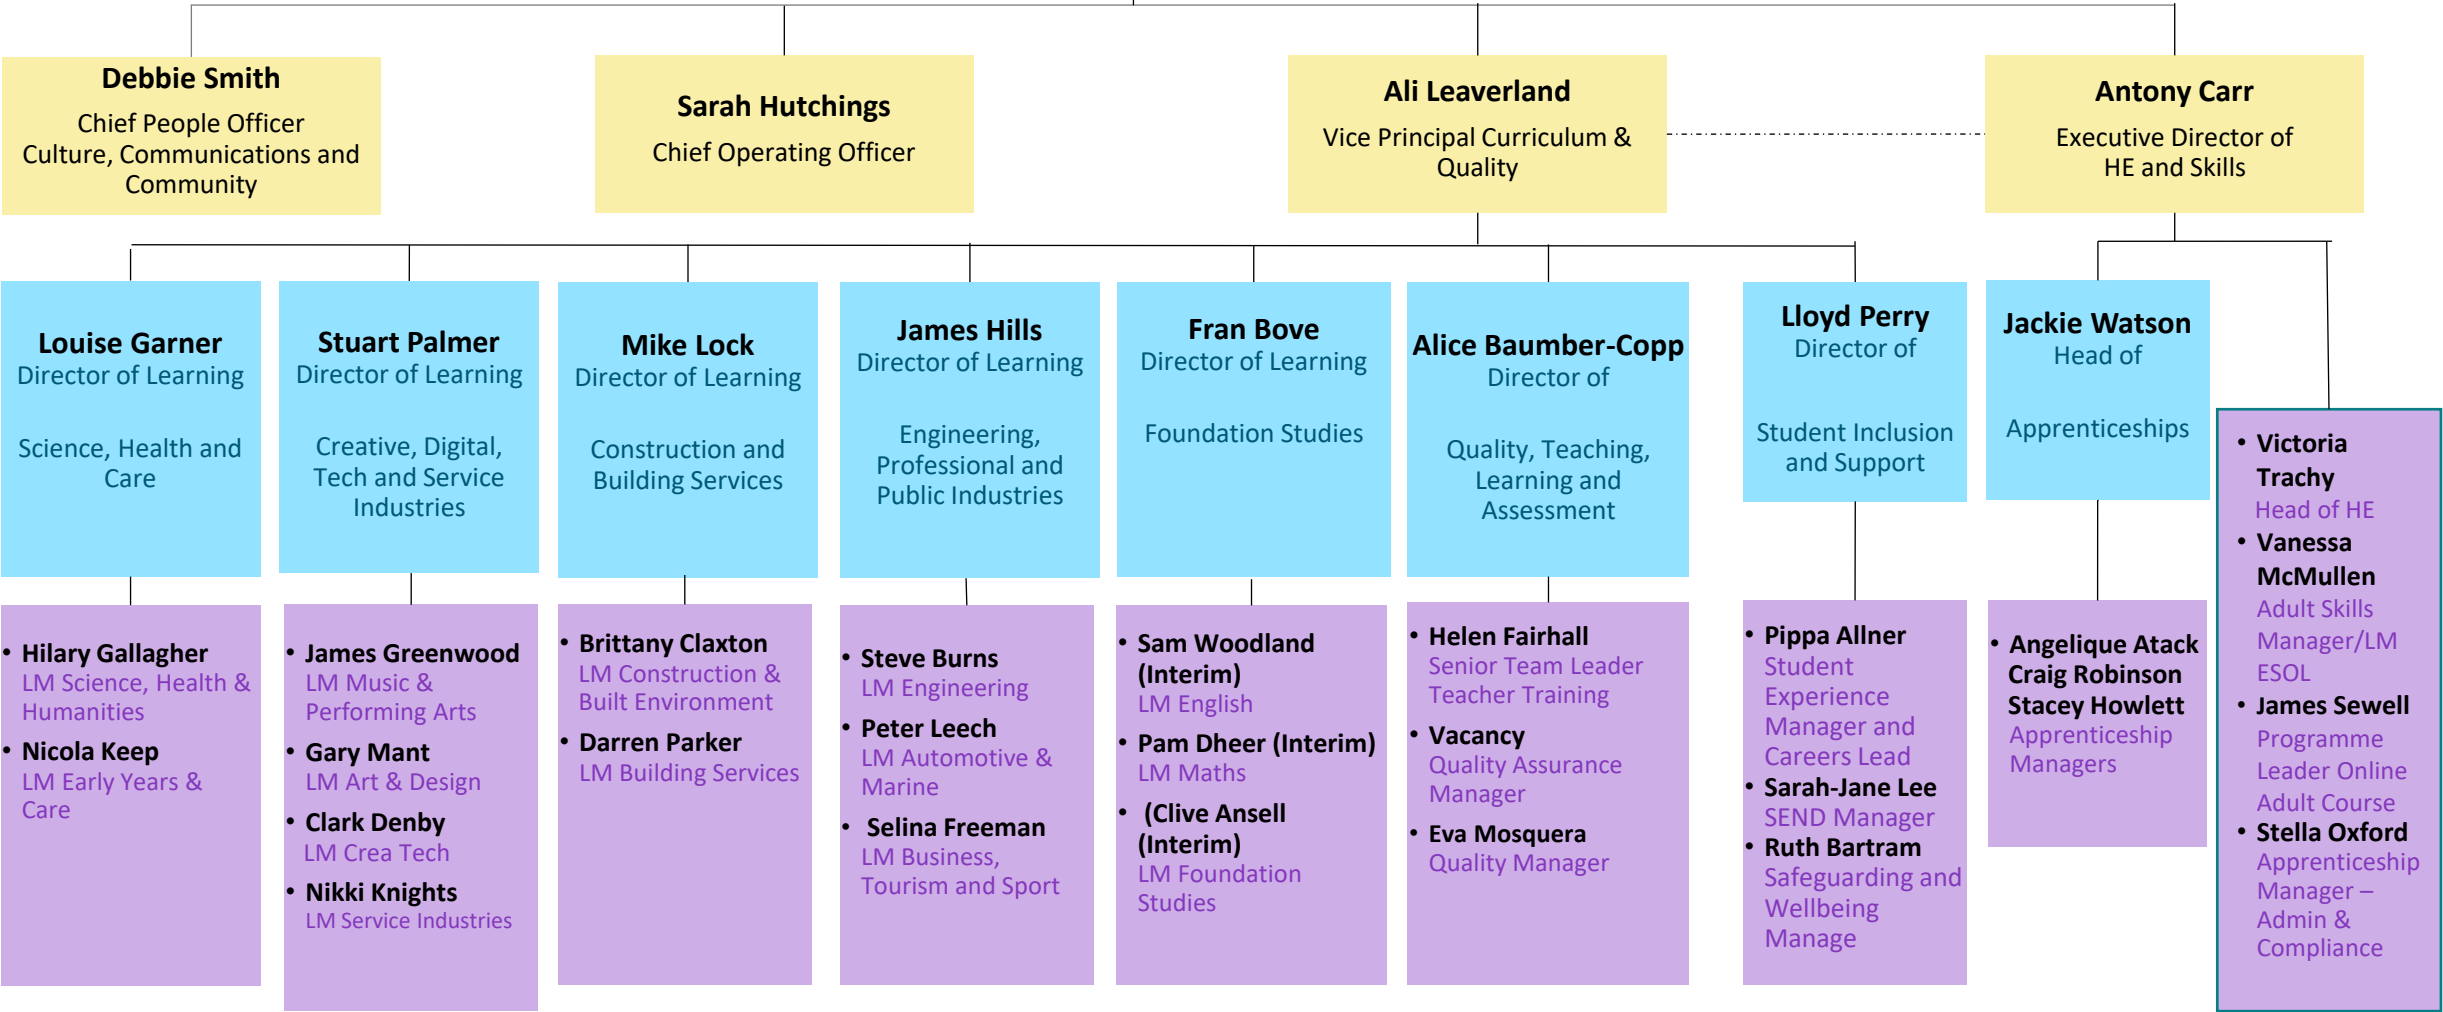 Debbie Smith
Chief People Officer
Culture, Communications and
Community
Sarah Hutchings
Chief Operating Officer
Ali Leaverland
Vice Principal Curriculum &
Quality
Antony Carr
Executive Director of
HE and Skills
Louise Garner
Director of Learning
Science, Health and
Care
Stuart Palmer
Director of Learning
Creative, Digital,
Tech and Service
Industries
Mike Lock
Director of Learning
Construction and
Building Services
James Hills
Director of Learning
Engineering,
Professional and
Public Industries
Fran Bove
Director of Learning
Foundation Studies
Alice Baumber-Copp
Director of
Quality, Teaching,
Learning and
Assessment
Lloyd Perry
Director of
Student Inclusion
and Support
Jackie Watson
Head of
Apprenticeships
• Hilary Gallagher
LM Science, Health &
Humanities
• Nicola Keep
LM Early Years &
Care
• James Greenwood
LM Music &
Performing Arts
• Gary Mant
LM Art & Design
• Clark Denby
LM Crea Tech
• Nikki Knights
LM Service Industries
• Brittany Claxton
LM Construction &
Built Environment
• Darren Parker
LM Building Services
• Steve Burns
LM Engineering
• Peter Leech
LM Automotive &
Marine
• Selina Freeman
LM Business,
Tourism and Sport
• Sam Woodland
(Interim)
LM English
• Pam Dheer (Interim)
LM Maths
• (Clive Ansell
(Interim)
LM Foundation
Studies
• Helen Fairhall
Senior Team Leader
Teacher Training
• Vacancy
Quality Assurance
Manager
• Eva Mosquera
Quality Manager
• Pippa Allner
Student
Experience
Manager and
Careers Lead
• Sarah-Jane Lee
SEND Manager
• Ruth Bartram
Safeguarding and
Wellbeing
Manage
• Angelique Atack
Craig Robinson
Stacey Howlett
Apprenticeship
Managers
• Victoria
Trachy
Head of HE
• Vanessa
McMullen
Adult Skills
Manager/LM
ESOL
• James Sewell
Programme
Leader Online
Adult Course
• Stella Oxford
Apprenticeship
Manager –
Admin &
Compliance